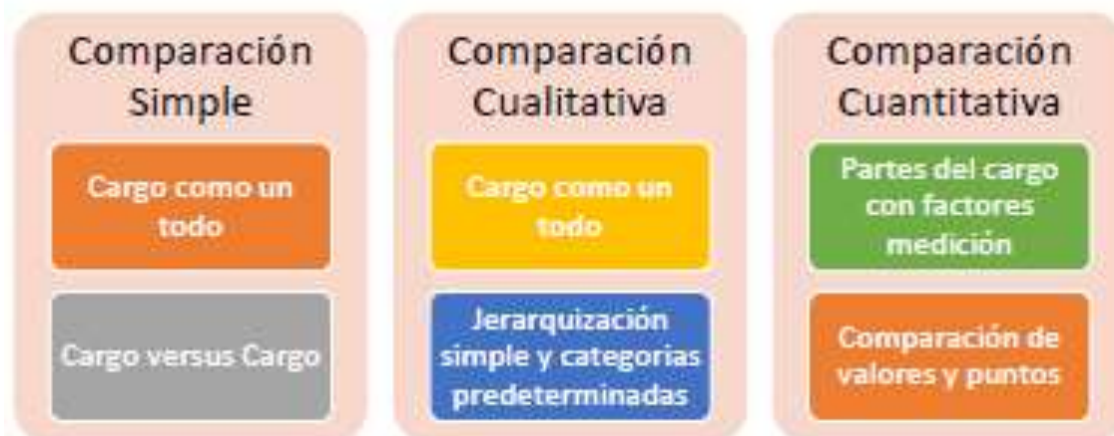 Comparación
Simple
Cargo como un
todo
Cargo versus Cargo
Comparación
Cualitativa
Cargo como un
todo
Jerarquización
simple y categorias
predeterminadas
Comparación
Cuantitativa
Partes del cargo
con factores
medición
Comparación de
valores y puntos